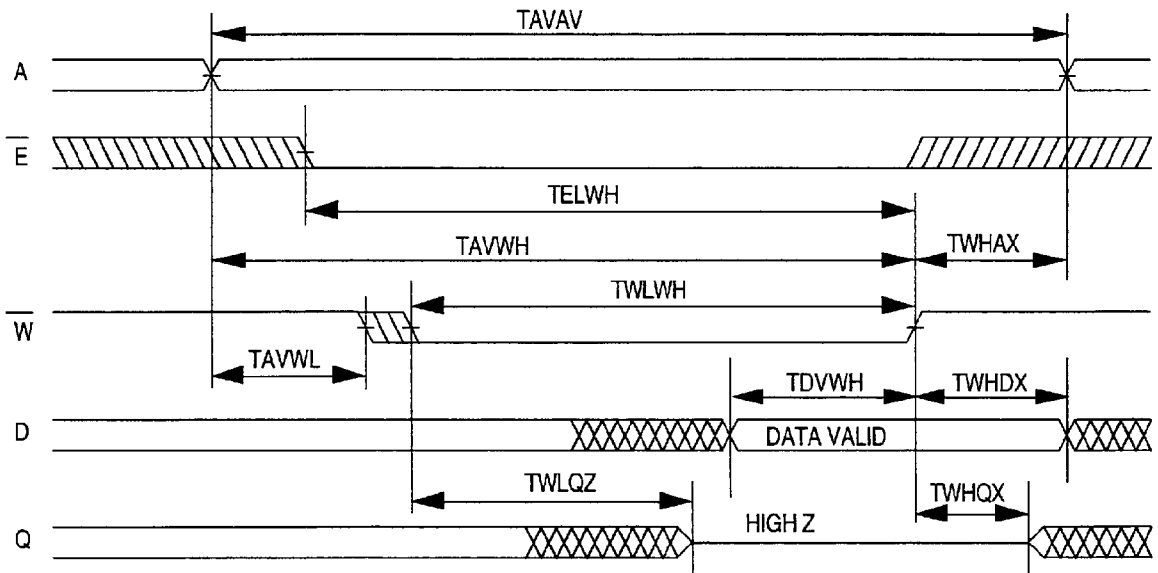 TAVAV
A
E
TELWH
TAVWH
TWHAX
TWLWH
W
TAVWL
TDVWH
TWHDX
D
DATA VALID
TWLQZ
TWHQX
Q
HIGH Z